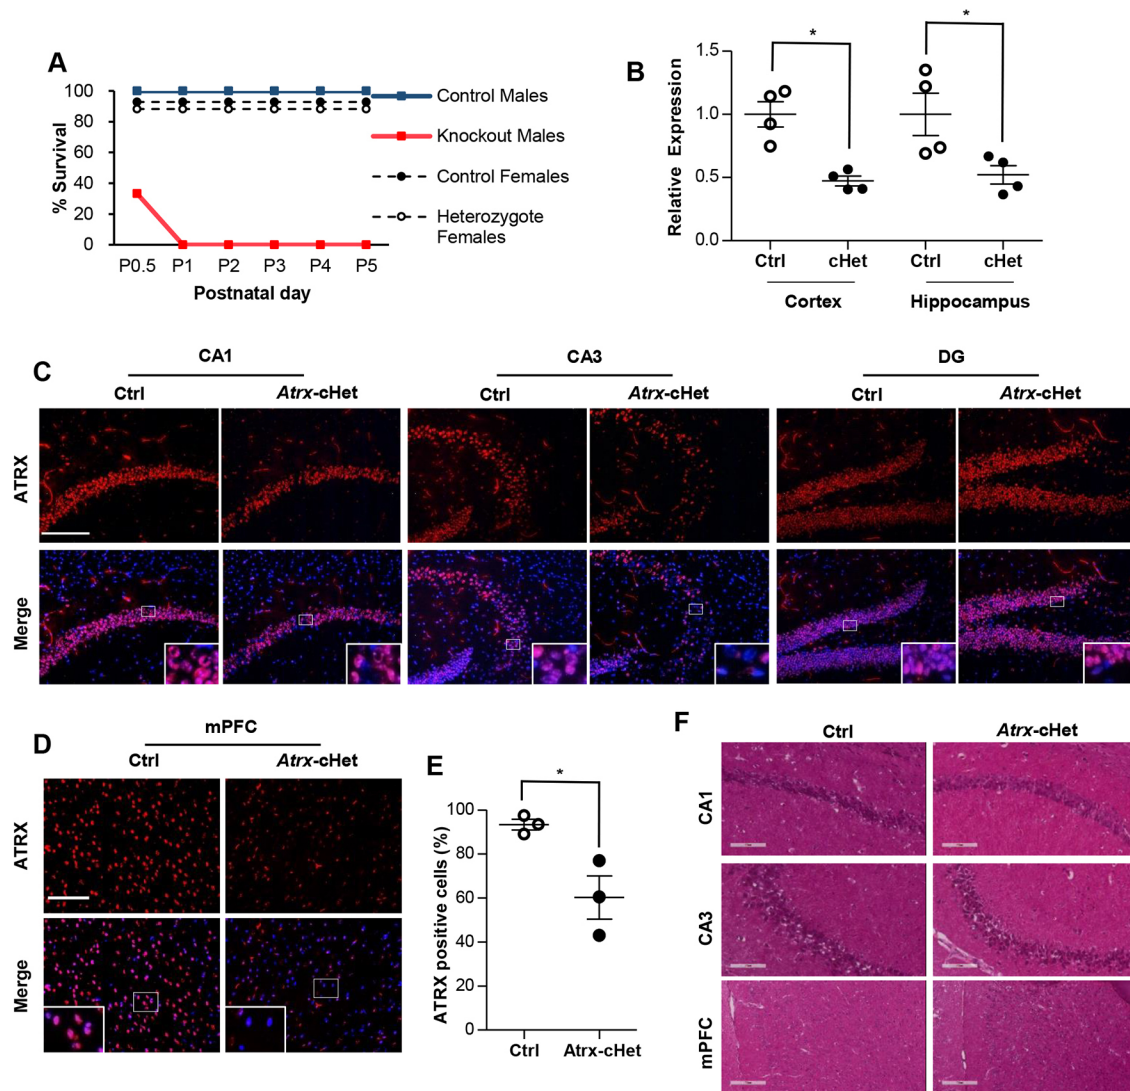 A
100
80
60
40
20
0
% Survival
P0.5 P1 P2 P3 P4 P5
Postnatal day
Control Males
Knockout Males
Control Females
Heterozygote
Females
B
1.5
1.0
0.5
0.0
Relative Expression
*
*
Ctrl cHet Ctrl cHet
Cortex Hippocampus
C
CA1 CA3 DG
Ctrl Atrx-cHet Ctrl Atrx-cHet Ctrl Atrx-cHet
ATRX
Merge
D
mPFC
Ctrl Atrx-cHet
ATRX
Merge
E
*
100
80
60
40
20
0
ATRX positive cells (%)
Ctrl Atrx-cHet
F
Ctrl Atrx-cHet
CA1
CA3
mPFC